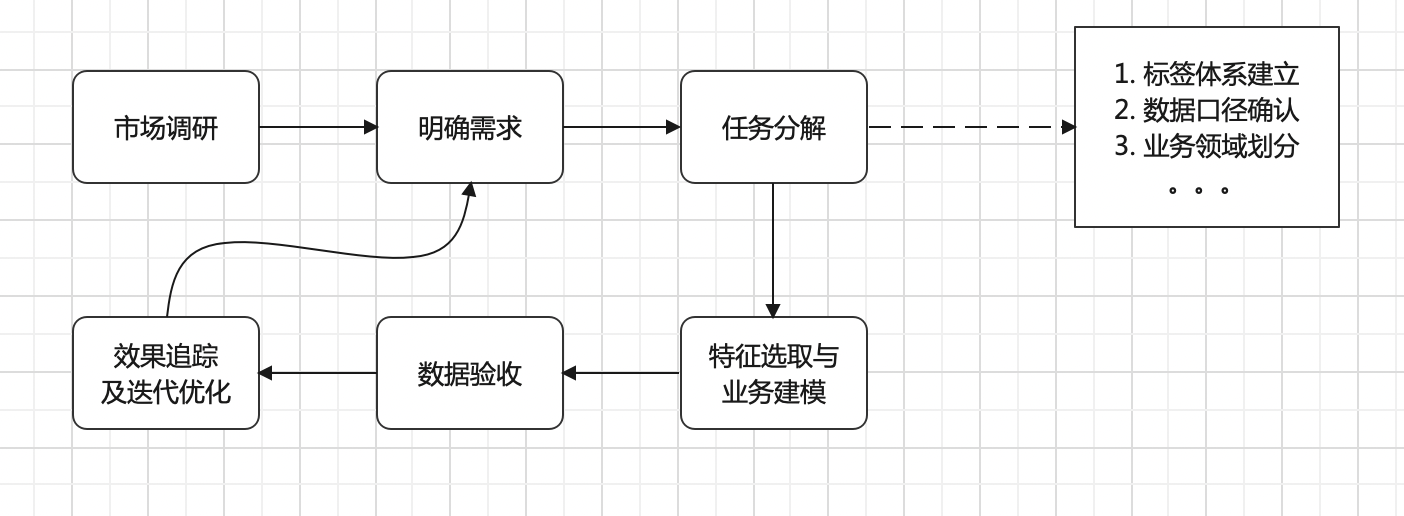 市场调研
明确需求
任务分解
1. 标签体系建立
2. 数据口径确认
3. 业务领域划分
。。。
效果追踪
及迭代优化
数据验收
特征选取与
业务建模